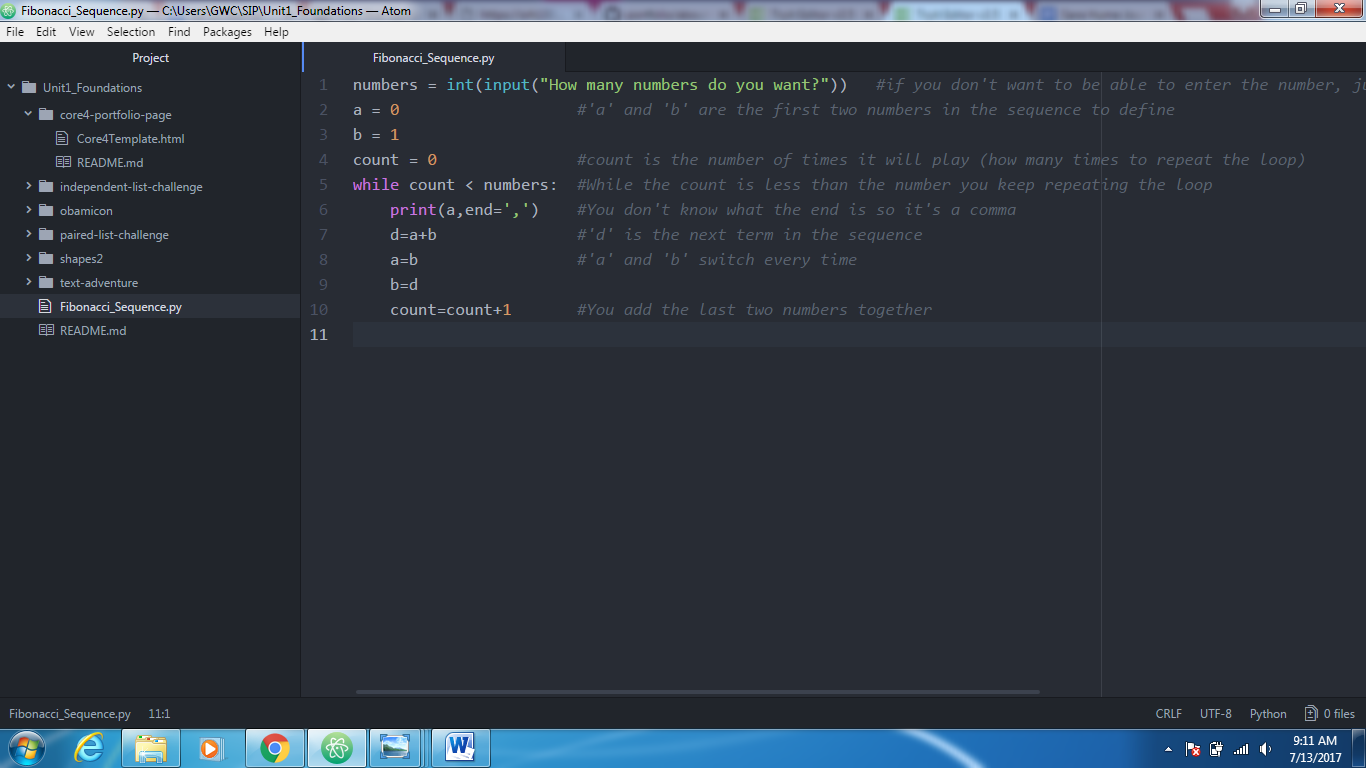 Fibonacci_Sequence.py — C:\Users\GWC\SIP\Unit1_Foundations — Atom
File Edit View Selection Find Packages Help
Project
Unit1_Foundations
core4-portfolio-page
Core4Template.html
README.md
independent-list-challenge
obamicon
paired-list-challenge
shapes2
text-adventure
Fibonacci_Sequence.py
README.md
Fibonacci_Sequence.py
1 numbers = int(input("How many numbers do you want?")) #if you don't want to be able to enter the number,
2 a = 0 #'a' and 'b' are the first two numbers in the sequence to define
3 b = 1
4 count = 0 #count is the number of times it will play (how many times to repeat the loop)
5 while count < numbers: #While the count is less than the number you keep repeating the loop
6 print(a,end=',') #You don't know what the end is so it's a comma
7 d=a+b #'d' is the next term in the sequence
8 a=b #'a' and 'b' switch every time
9 b=d
10 count=count+1 #You add the last two numbers together
11
Fibonacci_Sequence.py 11:1
CRLF UTF-8 Python 0 files
9:11 AM
7/13/2017